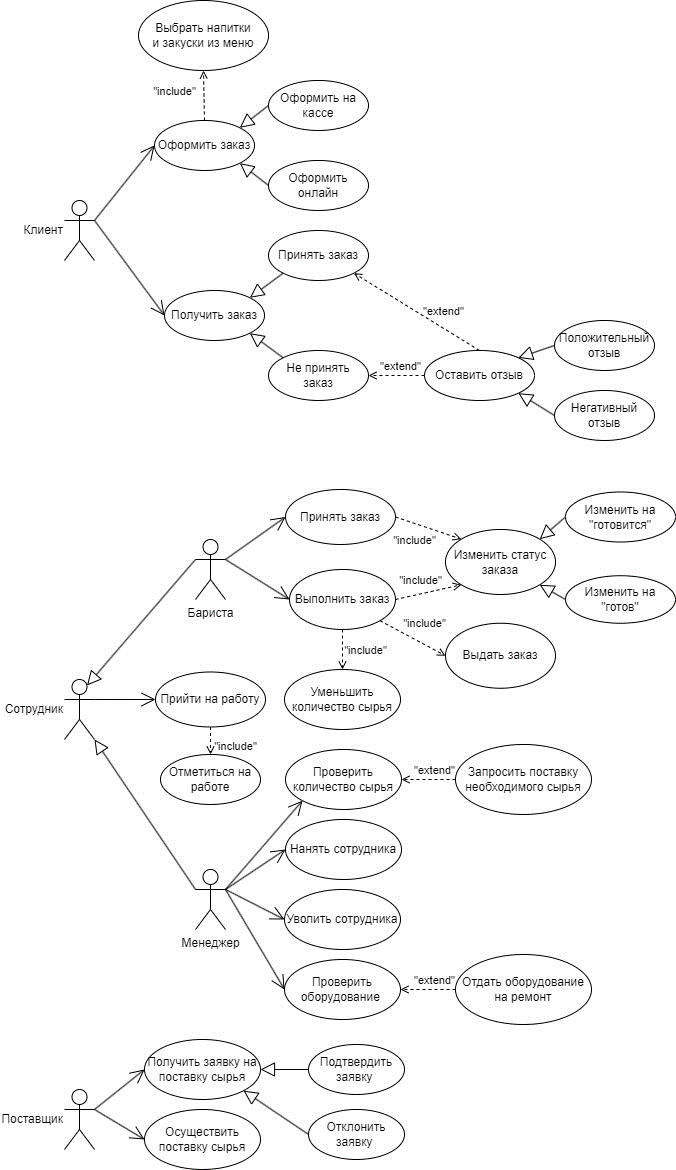 Выбрать напитки
и закуски из меню
"include"
Оформить на
кассе
Оформить заказ
Оформить
онлайн
Клиент
Принять заказ
Получить заказ
"extend"
Не принять
заказ
"extend"
Оставить отзыв
Положительный
отзыв
Негативный
отзыв
Принять заказ
"include"
Изменить статус
заказа
Изменить на
"готовится"
Изменить на
"готов"
Бариста
Выполнить заказ
"include"
"include"
Выдать заказ
"include"
Уменьшить
количество сырья
Сотрудник
Прийти на работу
"include"
Отметиться на
работе
Проверить
количество сырья
"extend"
Запросить поставку
необходимого сырья
Нанять сотрудника
Менеджер
Уволить сотрудника
Проверить
оборудование
"extend"
Отдать оборудование
на ремонт
Получить заявку на
поставку сырья
Подтвердить
заявку
Поставщик
Осуществить
поставку сырья
Отклонить
заявку